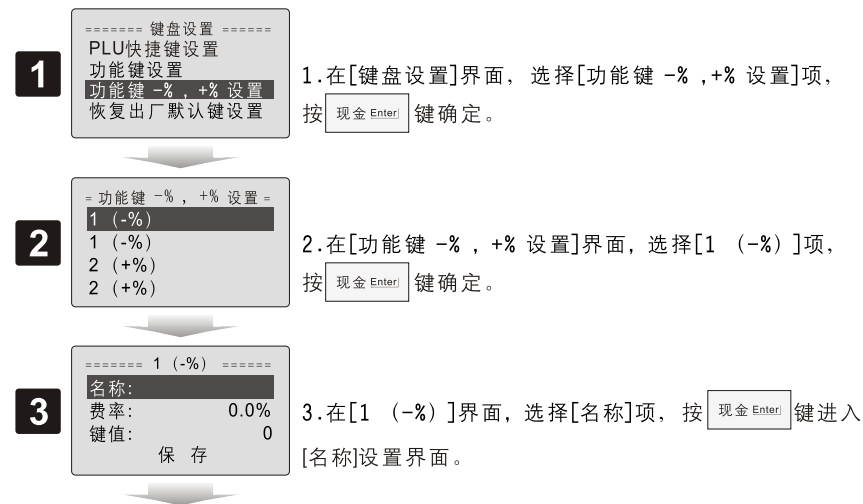 1
======= 键盘设置 ======
PLU快捷键设置
功能键设置
功能键 -% , +% 设置
恢复出厂默认键设置
1.在[键盘设置]界面, 选择[功能键 -% ,+% 设置]项,
按 现金 Enter 键确定。
2
= 功能键 -% , +% 设置 =
1 (-%)
1 (-%)
2 (+%)
2 (+%)
2.在[功能键 -% , +% 设置]界面, 选择[1 (-%) ]项,
按 现金 Enter 键确定。
3
======= 1 (-%) ======
名称:
费率: 0.0%
键值: 0
保 存
3.在[1 (-%) ]界面, 选择[名称]项, 按 现金 Enter 键进入
[名称]设置界面。